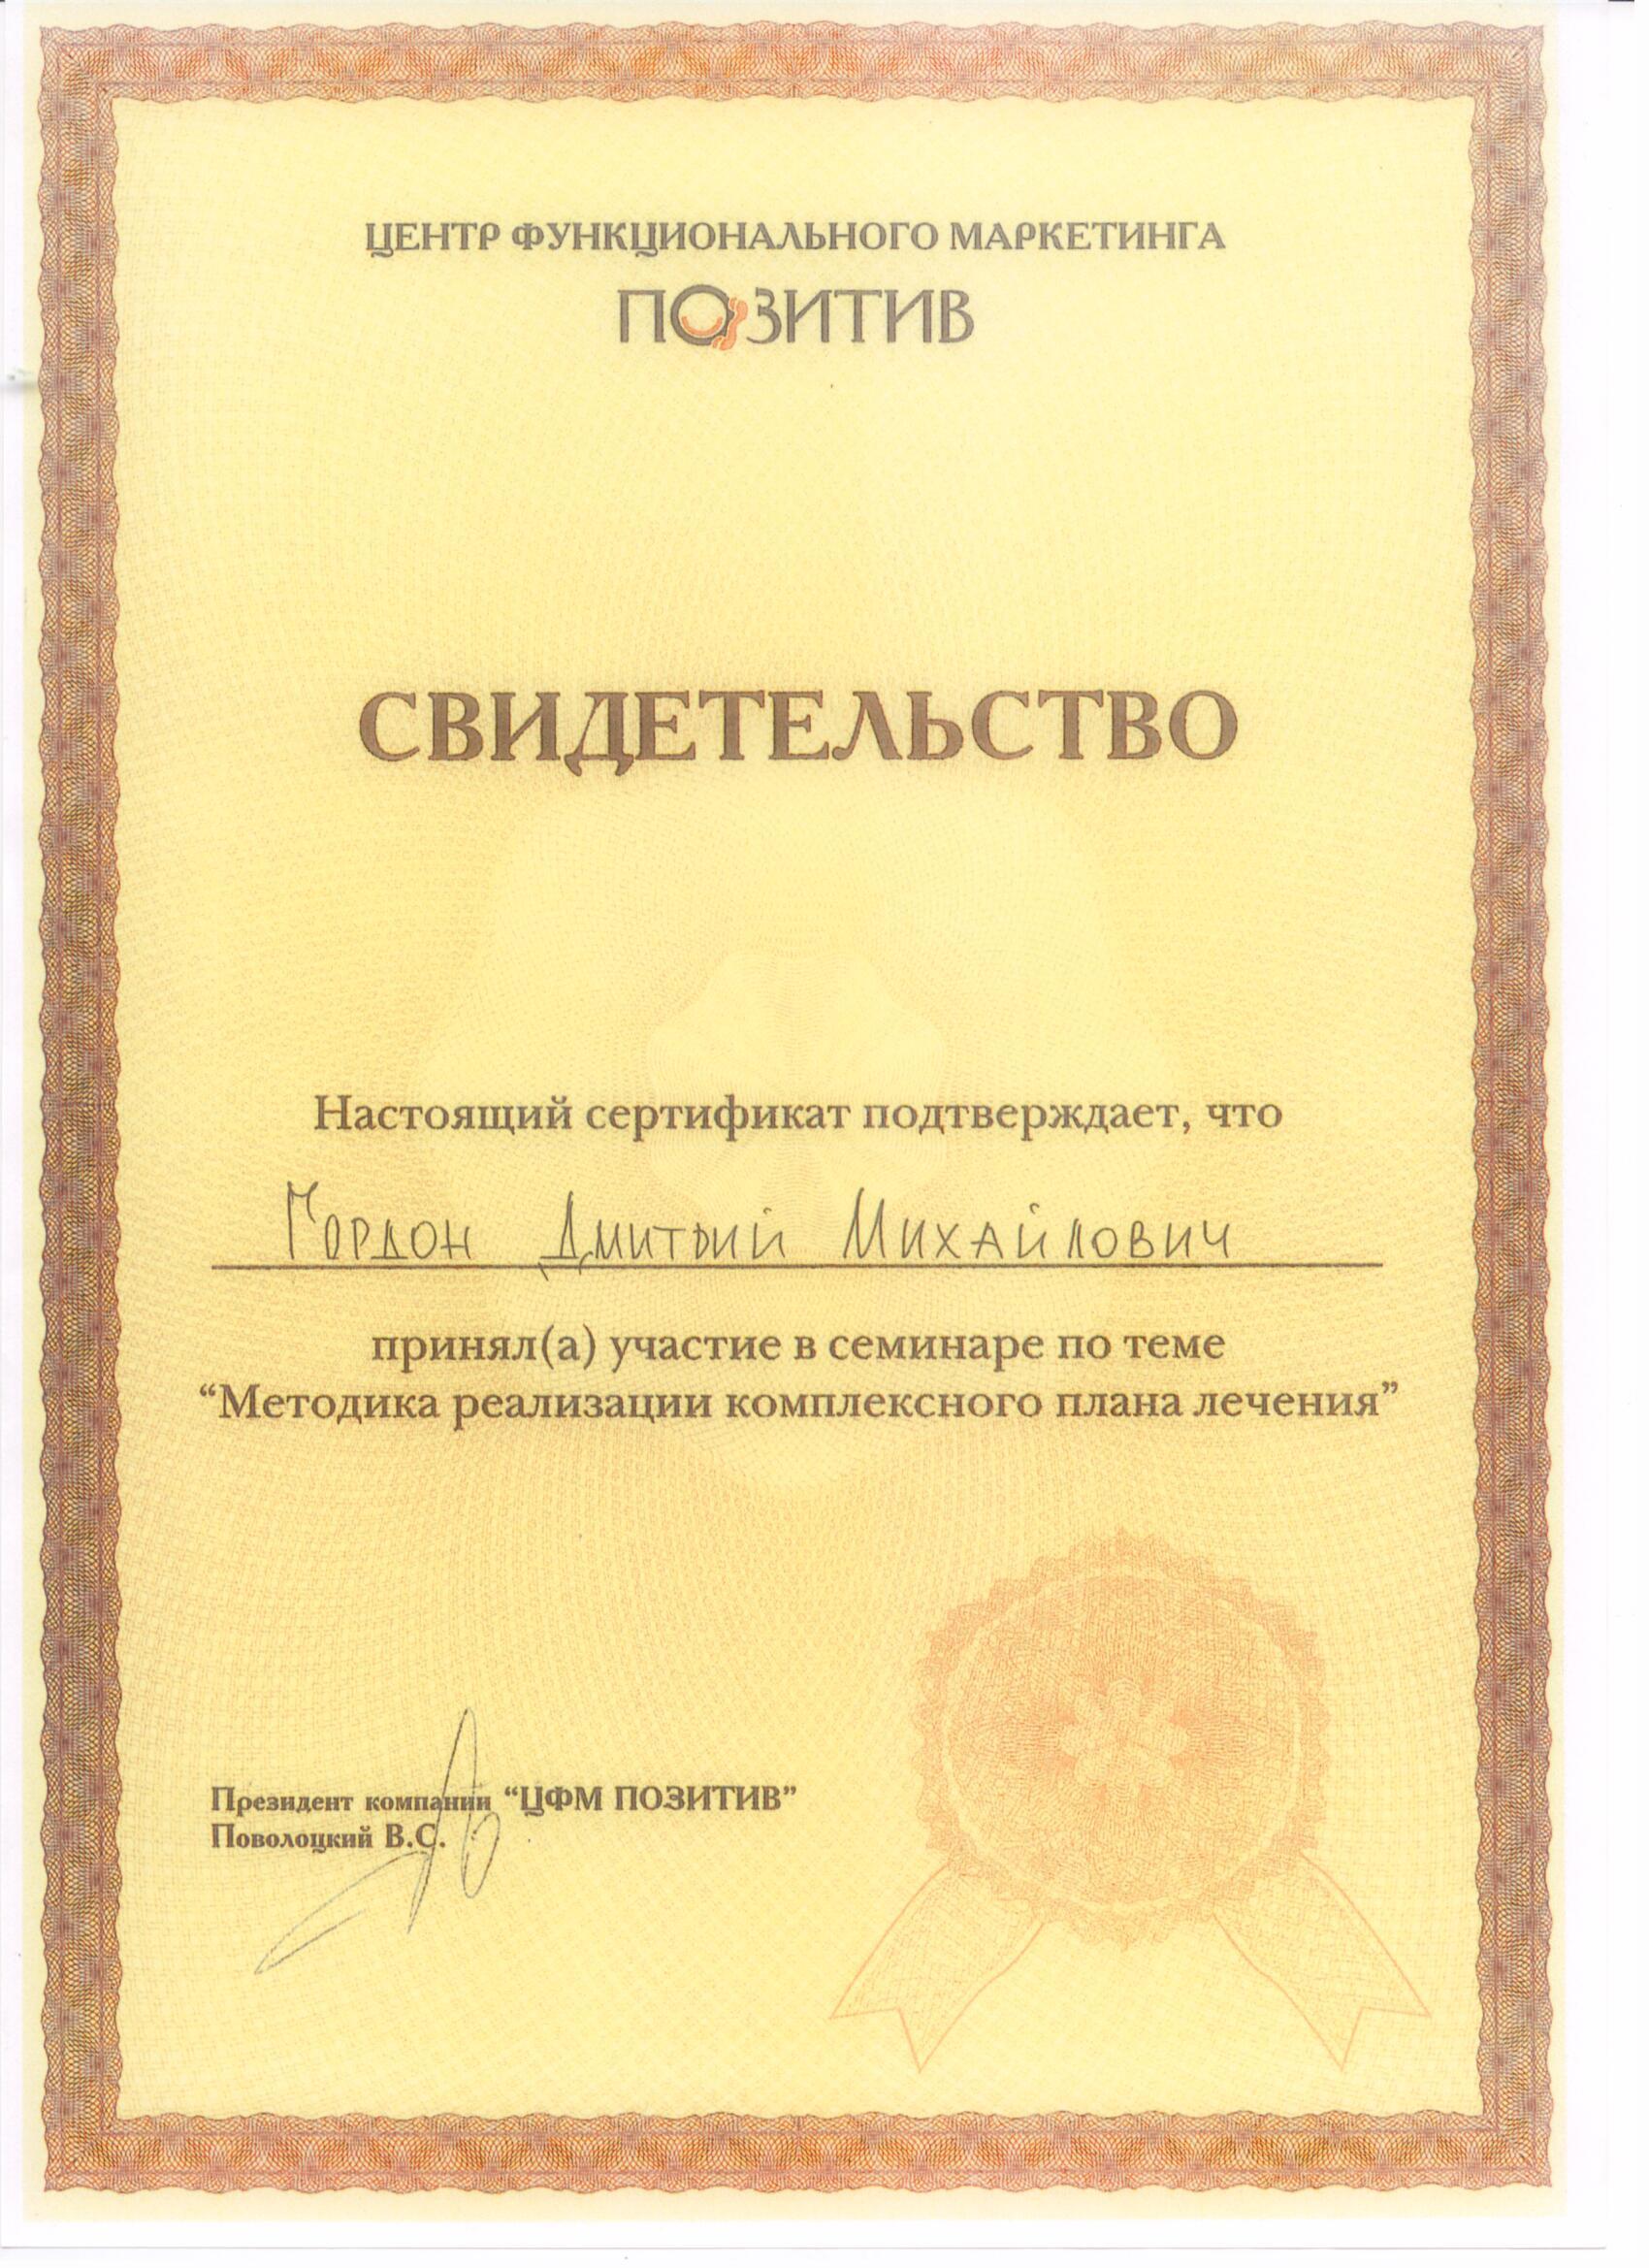 ЦЕНТР ФУНКЦИОНАЛЬНОГО МАРКЕТИНГА
ПОЗИТИВ
СВИДЕТЕЛЬСТВО
Настоящий сертификат подтверждает, что
Гордон Дмитрий Михайлович
принял(а) участие в семинаре по теме
“Методика реализации комплексного плана лечения”
Президент компании “ЦФМ ПОЗИТИВ”
Поволоцкий В.С.